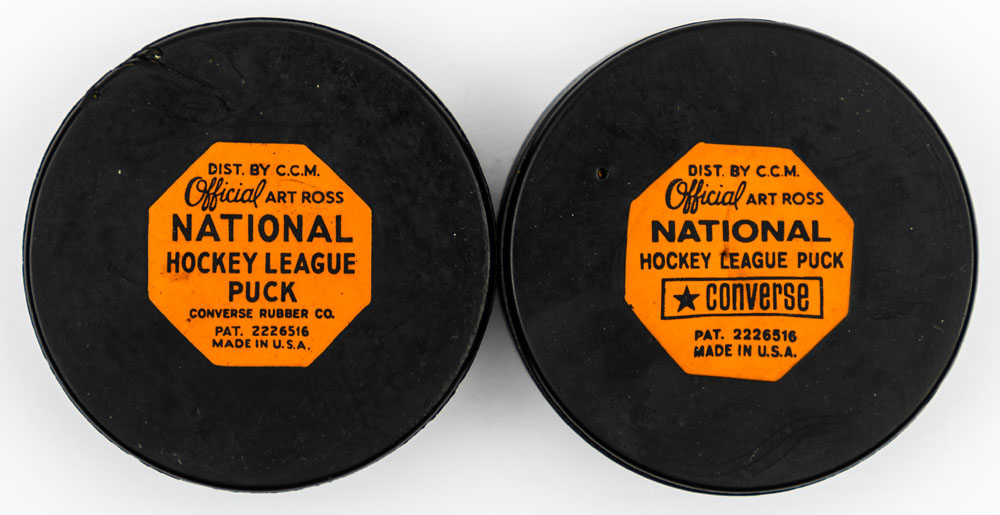 DIST. BY C.C.M.
Official ART ROSS
NATIONAL
HOCKEY LEAGUE
PUCK
CONVERSE RUBBER CO.
PAT. 2226516
MADE IN U.S.A.
DIST. BY C.C.M.
Official ART ROSS
NATIONAL
HOCKEY LEAGUE PUCK
★ converse
PAT. 2226516
MADE IN U.S.A.